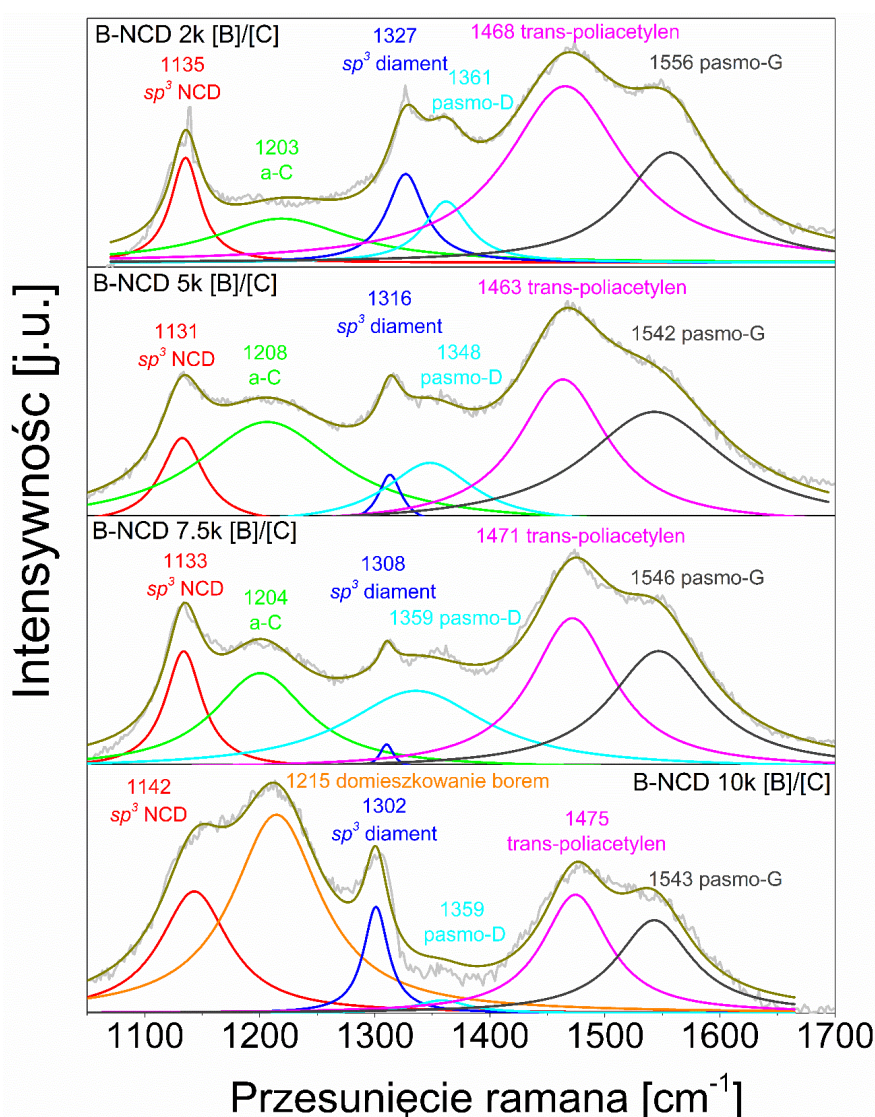 B-NCD 2k [B]/[C]
1135
sp³ NCD
1203
a-C
1327
sp³ diament
1361
pasmo-D
1468 trans-poliacetylen
1556 pasmo-G
B-NCD 5k [B]/[C]
1131
sp³ NCD
1208
a-C
1316
sp³ diament
1348
pasmo-D
1463 trans-poliacetylen
1542 pasmo-G
B-NCD 7.5k [B]/[C]
1133
sp³ NCD
1204
a-C
1308
sp³ diament
1359 pasmo-D
1471 trans-poliacetylen
1546 pasmo-G
B-NCD 10k [B]/[C]
1142
sp³ NCD
1215 domieszkowanie borem
1302
sp³ diament
1359
pasmo-D
1475
trans-poliacetylen
1543 pasmo-G
Intensywnośc [j.u.]
1100 1200 1300 1400 1500 1600 1700
Przesunięcie ramana [cm⁻¹]